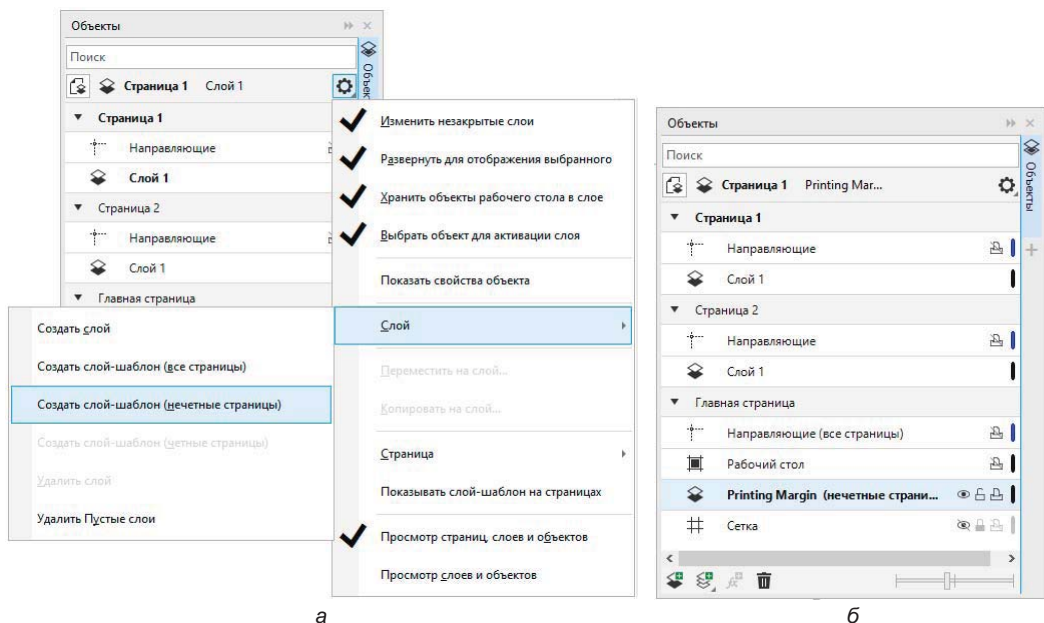 Объекты
Поиск
Страница 1 Слой 1
Страница 1
Направляющие
Слой 1
Страница 2
Направляющие
Слой 1
Главная страница
Изменить незакрытые слои
Развернуть для отображения выбранного
Хранить объекты рабочего стола в слое
Выбрать объект для активации слоя
Показать свойства объекта
Слой
Переместить на слой...
Копировать на слой...
Страница
Показывать слой-шаблон на страницах
Просмотр страниц, слоев и объектов
Просмотр слоев и объектов
Создать слой
Создать слой-шаблон (все страницы)
Создать слой-шаблон (нечетные страницы)
Создать слой-шаблон (четные страницы)
Удалить слой
Удалить Пустые слои
а
Объекты
Поиск
Объекты
Страница 1 Printing Mar...
Страница 1
Направляющие
Слой 1
Страница 2
Направляющие
Слой 1
Главная страница
Направляющие (все страницы)
Рабочий стол
Printing Margin (нечетные страни...
Сетка
б